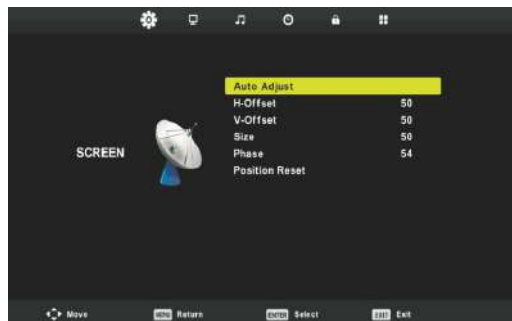 Auto Adjust
H-Offset 50
V-Offset 50
Size 50
Phase 54
Position Reset
SCREEN
Move MENU Return ENTER Select EXIT Exit